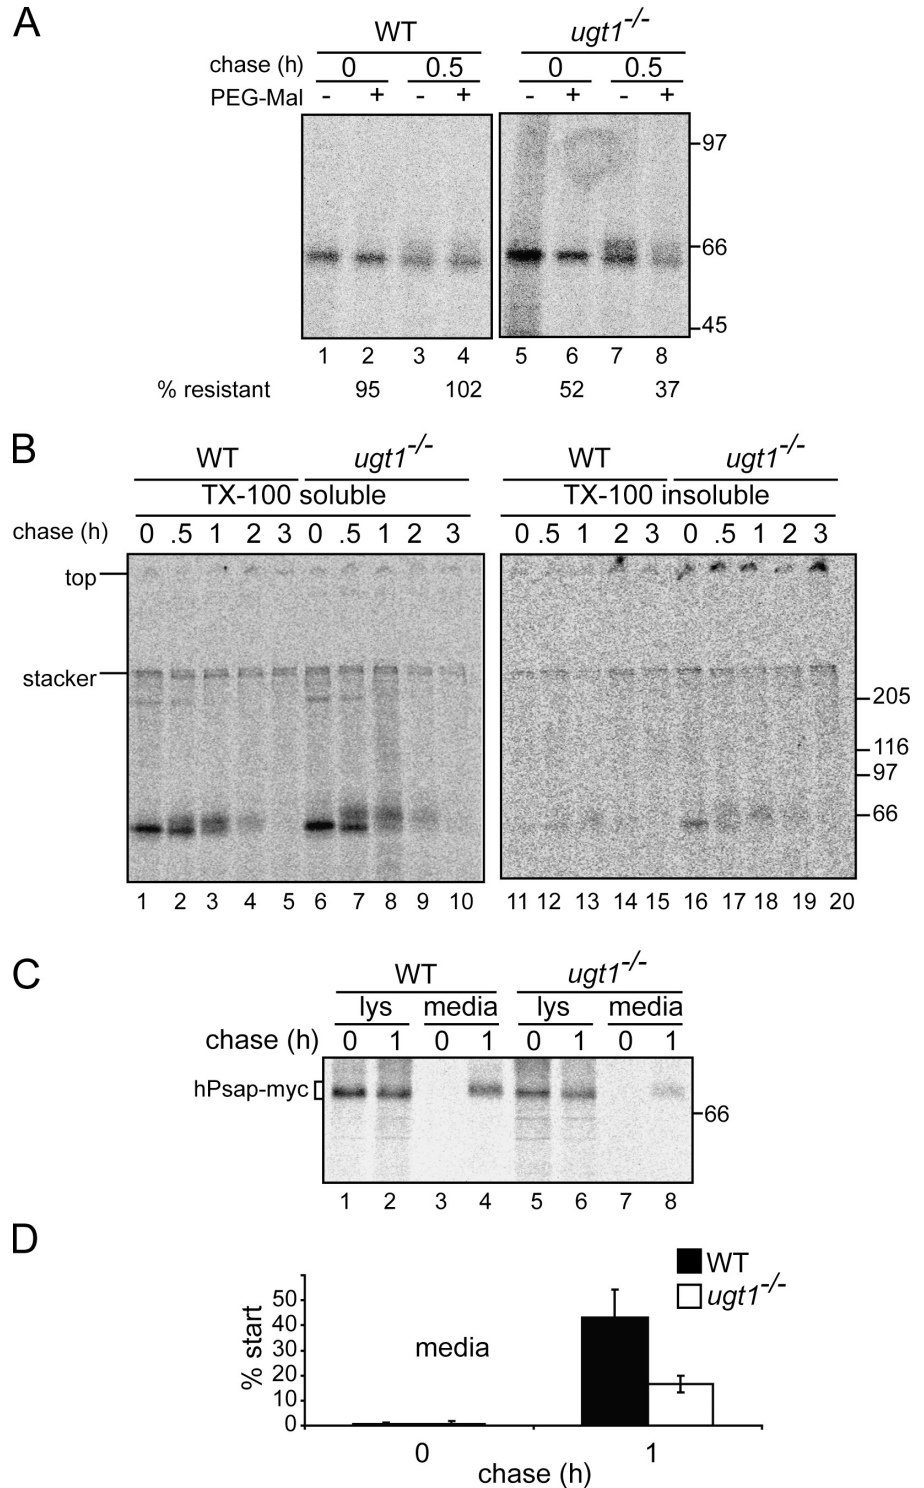 A
WT ugt1-/-
chase (h) 0 0.5 0 0.5
PEG-Mal - + - + - + - +
97
66
45
1 2 3 4 5 6 7 8
% resistant 95 102 52 37
B
WT ugt1-/- WT ugt1-/-
TX-100 soluble TX-100 insoluble
chase (h) 0 .5 1 2 3 0 .5 1 2 3 0 .5 1 2 3 0 .5 1 2 3
top
stacker
205
116
97
66
1 2 3 4 5 6 7 8 9 10 11 12 13 14 15 16 17 18 19 20
C
WT ugt1-/-
lys media lys media
chase (h) 0 1 0 1 0 1 0 1
hPsap-myc
66
1 2 3 4 5 6 7 8
D
WT
ugt1-/-
% start
50
40
30
20
10
0
media
0 1
chase (h)